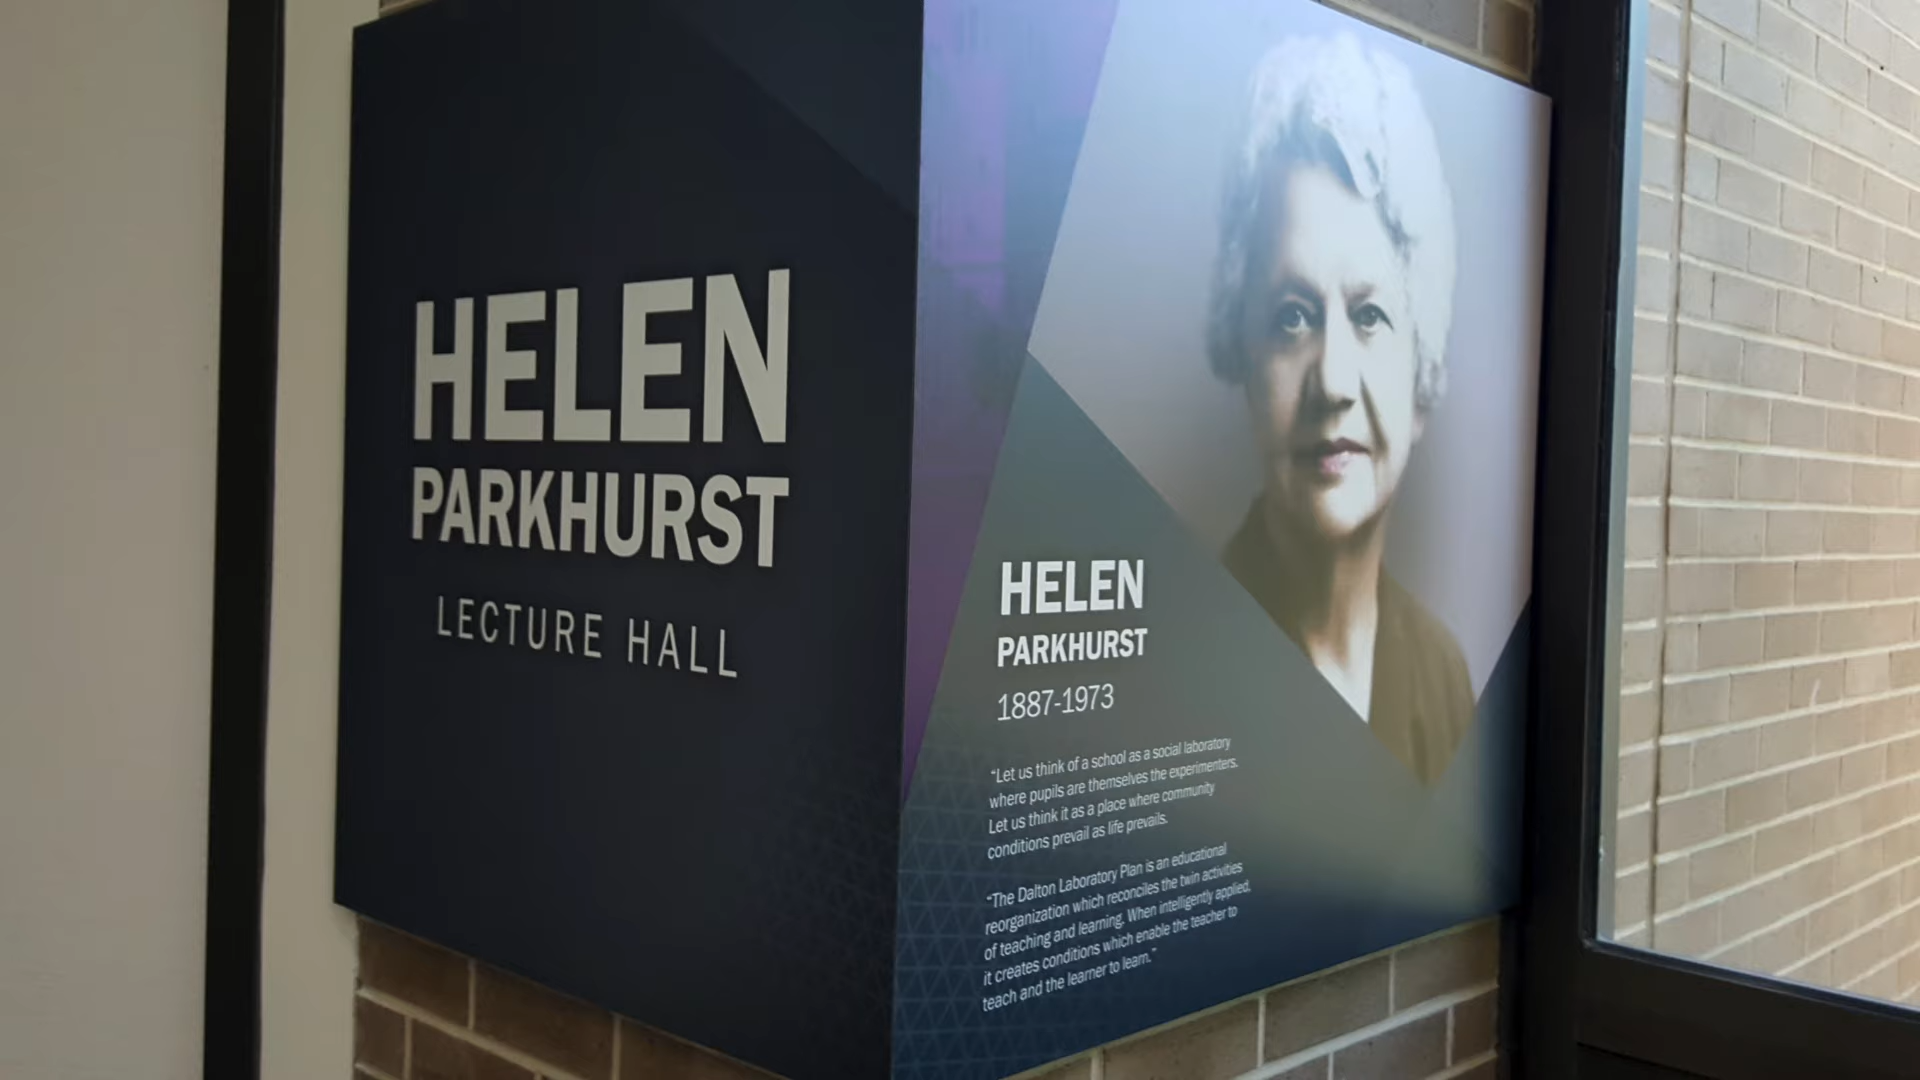 HELEN
PARKHURST
LECTURE HALL
HELEN
PARKHURST
1887-1973
“Let us think of a school as a social laboratory
where pupils are themselves the experimenters.
Let us think it as a place where community
conditions prevail as life prevails.
“The Dalton Laboratory Plan is an educational
reorganization which reconciles the twin activities
of teaching and learning. When intelligently applied,
it creates conditions which enable the teacher to
teach and the learner to learn.”